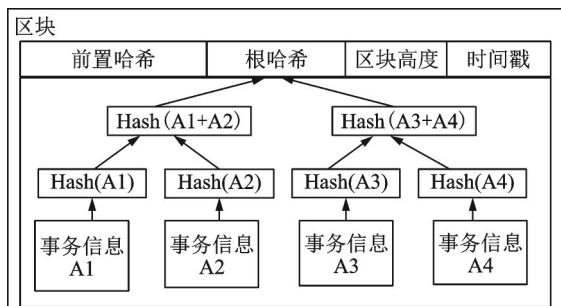 区块
前置哈希 根哈希 区块高度 时间戳
Hash(A1+A2) Hash(A3+A4)
Hash(A1) Hash(A2) Hash(A3) Hash(A4)
事务信息 事务信息 事务信息 事务信息
A1 A2 A3 A4